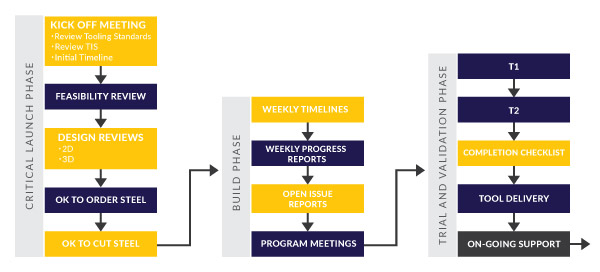 CRITICAL LAUNCH PHASE
KICK OFF MEETING
·Review Tooling Standards
·Review TIS
·Initial Timeline
FEASIBILITY REVIEW
DESIGN REVIEWS
·2D
·3D
OK TO ORDER STEEL
OK TO CUT STEEL
BUILD PHASE
WEEKLY TIMELINES
WEEKLY PROGRESS
REPORTS
OPEN ISSUE
REPORTS
PROGRAM MEETINGS
TRIAL AND VALIDATION PHASE
T1
T2
COMPLETION CHECKLIST
TOOL DELIVERY
ON-GOING SUPPORT